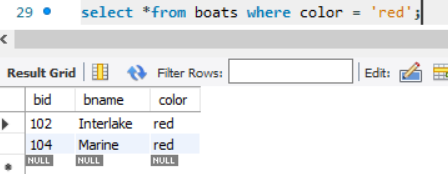 29 select *from boats where color = 'red';
Result Grid Filter Rows: Edit:
bid bname color
102 Interlake red
104 Marine red
NULL NULL NULL